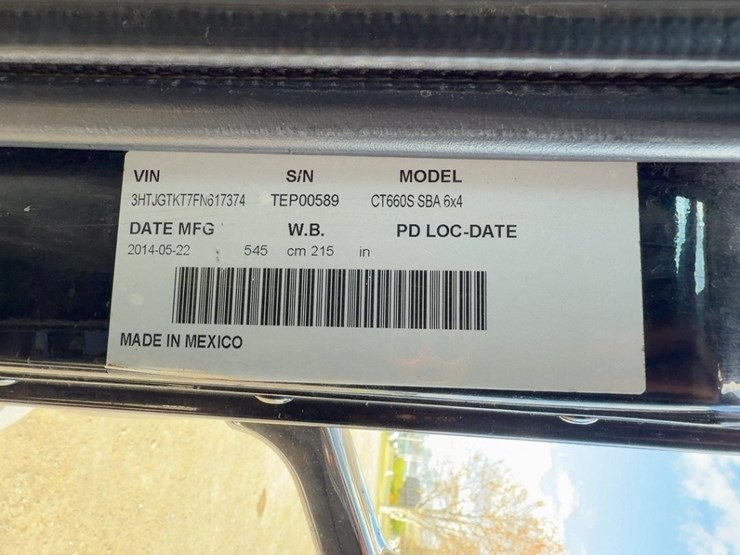 VIN S/N MODEL
3HTJGTKT7FN617374 TEP00589 CT660S SBA 6x4
DATE MFG W.B. PD LOC-DATE
2014-05-22 545 cm 215 in
MADE IN MEXICO